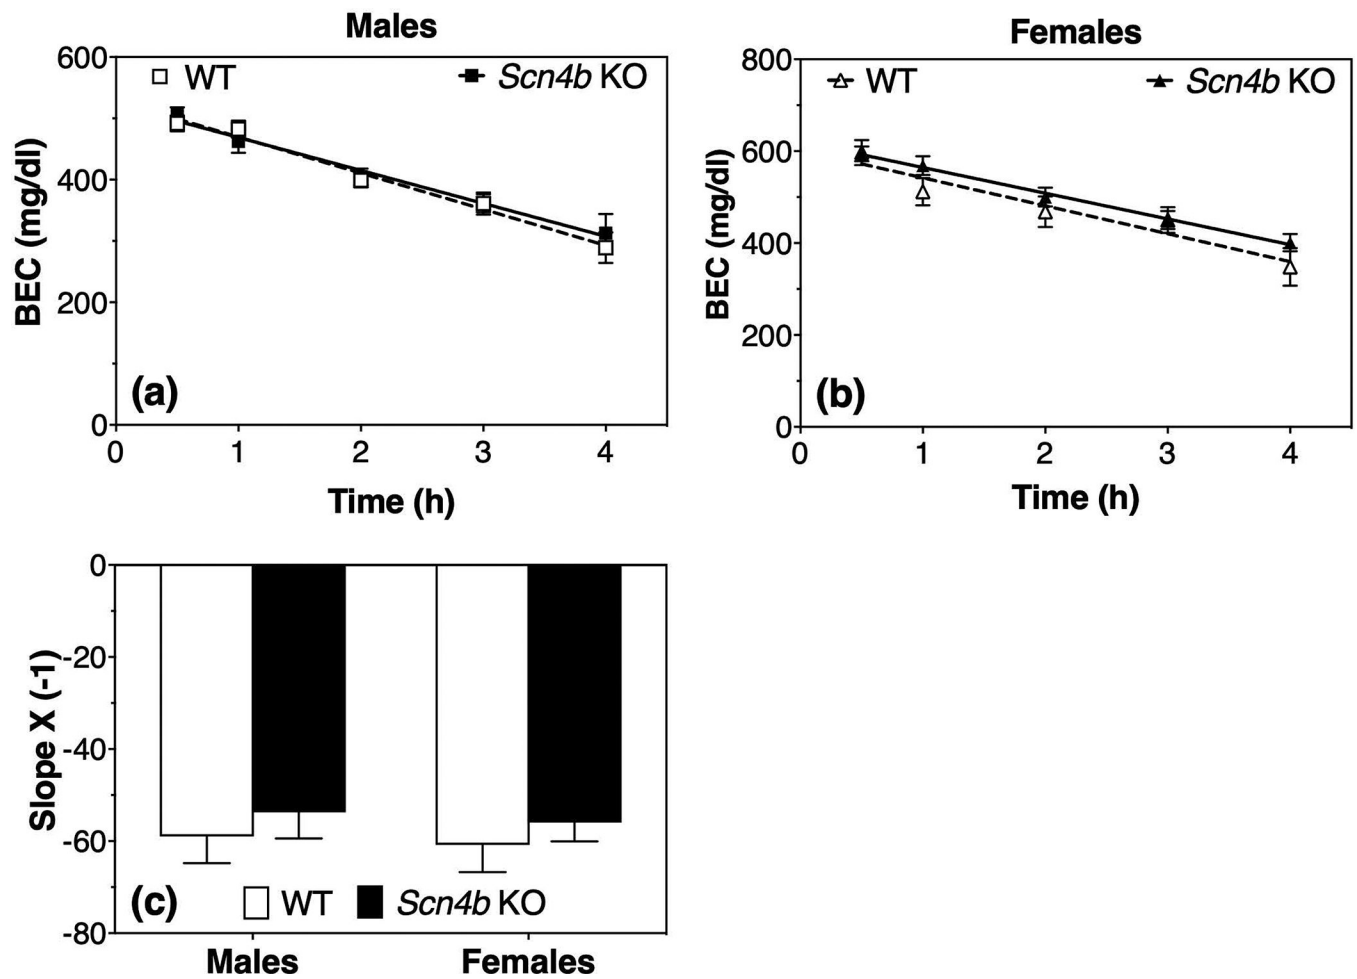 Males
WT Scn4b KO
600
400
200
0
BEC (mg/dl)
(a)
0 1 2 3 4
Time (h)
Females
WT Scn4b KO
800
600
400
200
0
BEC (mg/dl)
(b)
0 1 2 3 4
Time (h)
0
-20
-40
-60
-80
Slope X (-1)
(c) WT Scn4b KO
Males Females